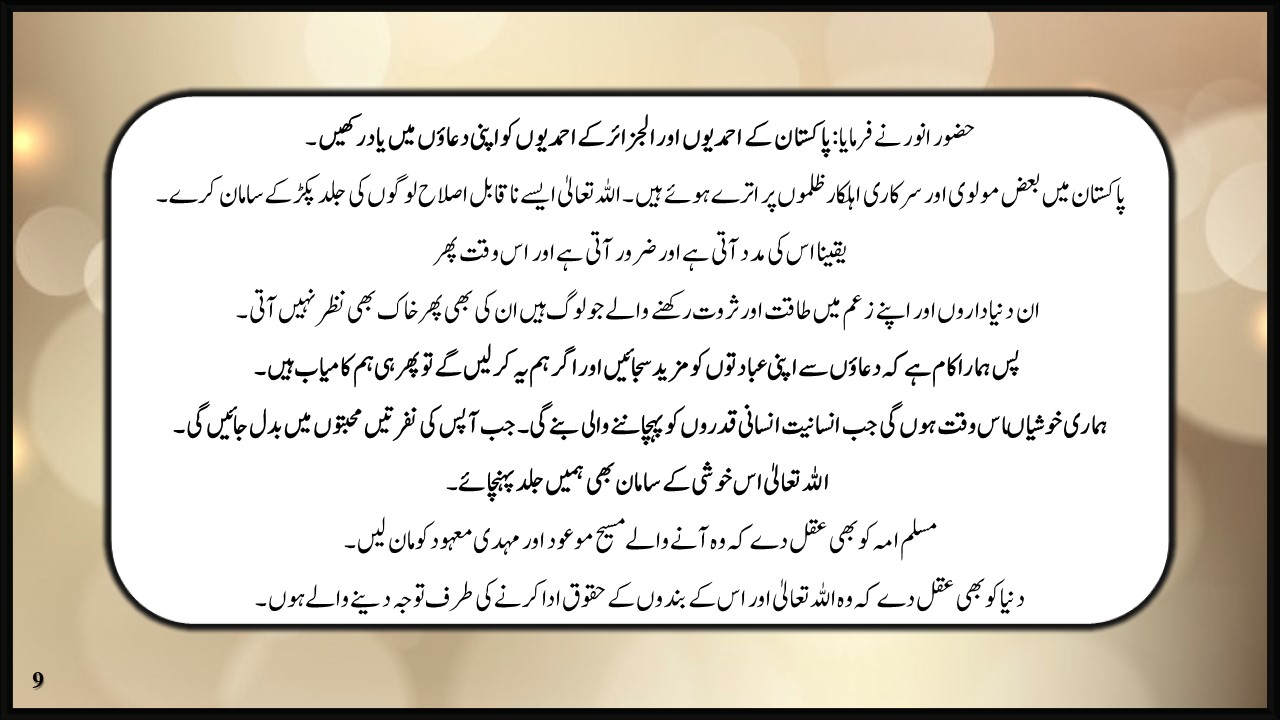 حضور انور نے فرمایا: پاکستان کے احمدیوں اور الجزائر کے احمدیوں کو اپنی دعاؤں میں یاد رکھیں۔
پاکستان میں بعض مولوی اور سرکاری اہلکار ظلموں پر اترے ہوئے ہیں۔ اللہ تعالیٰ ایسے ناقابل اصلاح لوگوں کی جلد پکڑ کے سامان کرے۔
یقینا اس کی مدد آتی ہے اور ضرور آتی ہے اور اس وقت پھر
ان دنیاداروں اور اپنے زعم میں طاقت اور ثروت رکھنے والے جو لوگ ہیں ان کی بھی پھر خاک بھی نظر نہیں آتی۔
پس ہمارا کام ہے کہ دعاؤں سے اپنی عبادتوں کو مزید سجائیں اور اگر ہم یہ کر لیں گے تو پھر ہی ہم کامیاب ہیں۔
ہماری خوشیاں اس وقت ہوں گی جب انسانیت انسانی قدروں کو پہچاننے والی بنے گی۔ جب آپس کی نفرتیں محبتوں میں بدل جائیں گی۔
اللہ تعالیٰ اس خوشی کے سامان بھی ہمیں جلد پہنچائے۔
مسلم امہ کو بھی عقل دے کہ وہ آنے والے مسیح موعود اور مہدی معہود کو مان لیں۔
دنیا کو بھی عقل دے کہ وہ اللہ تعالیٰ اور اس کے بندوں کے حقوق ادا کرنے کی طرف توجہ دینے والے ہوں۔
9